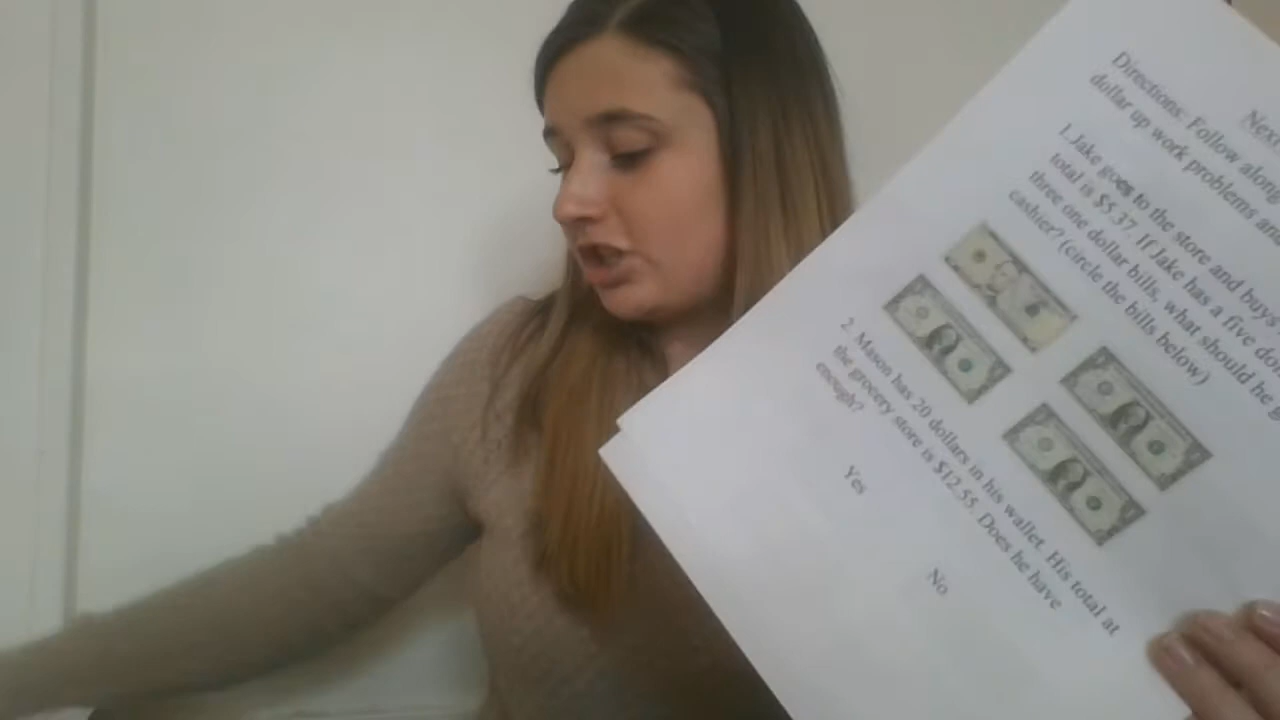 Next
Directions: Follow along
dollar up work problems and
1. Jake goes to the store and buys
total is $5.37. If Jake has a five
three one dollar bills, what should he
cashier? (circle the bills below)
2. Mason has 20 dollars in his wallet. His total at
the grocery store is $12.55. Does he have
enough?
Yes
No